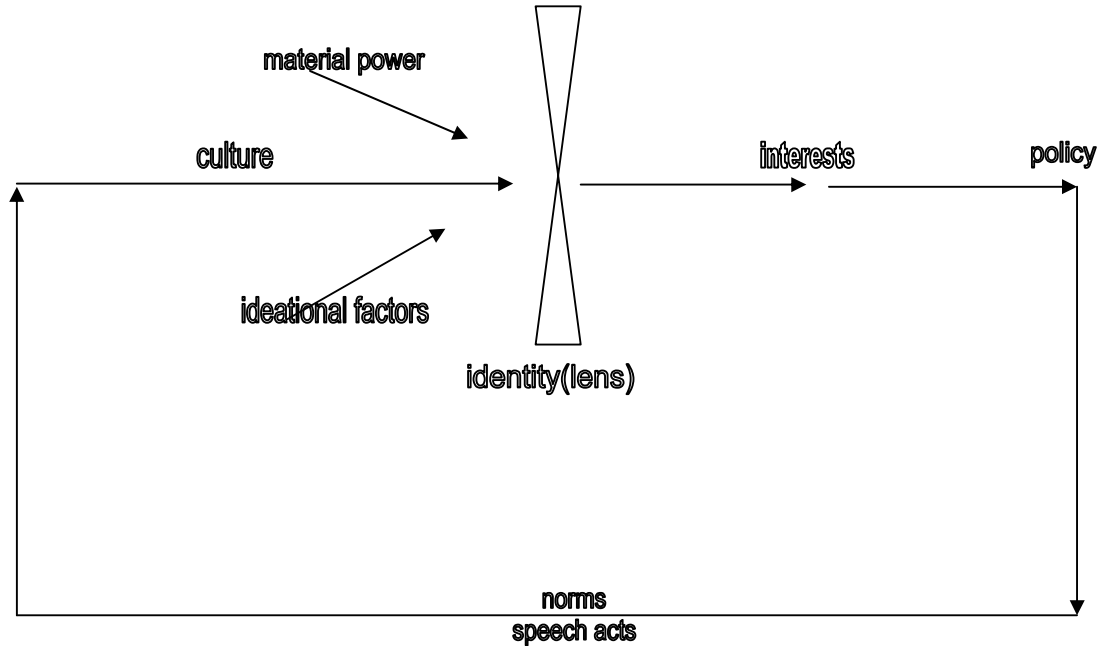 material power
culture
interests
policy
ideational factors
identity(lens)
norms
speech acts